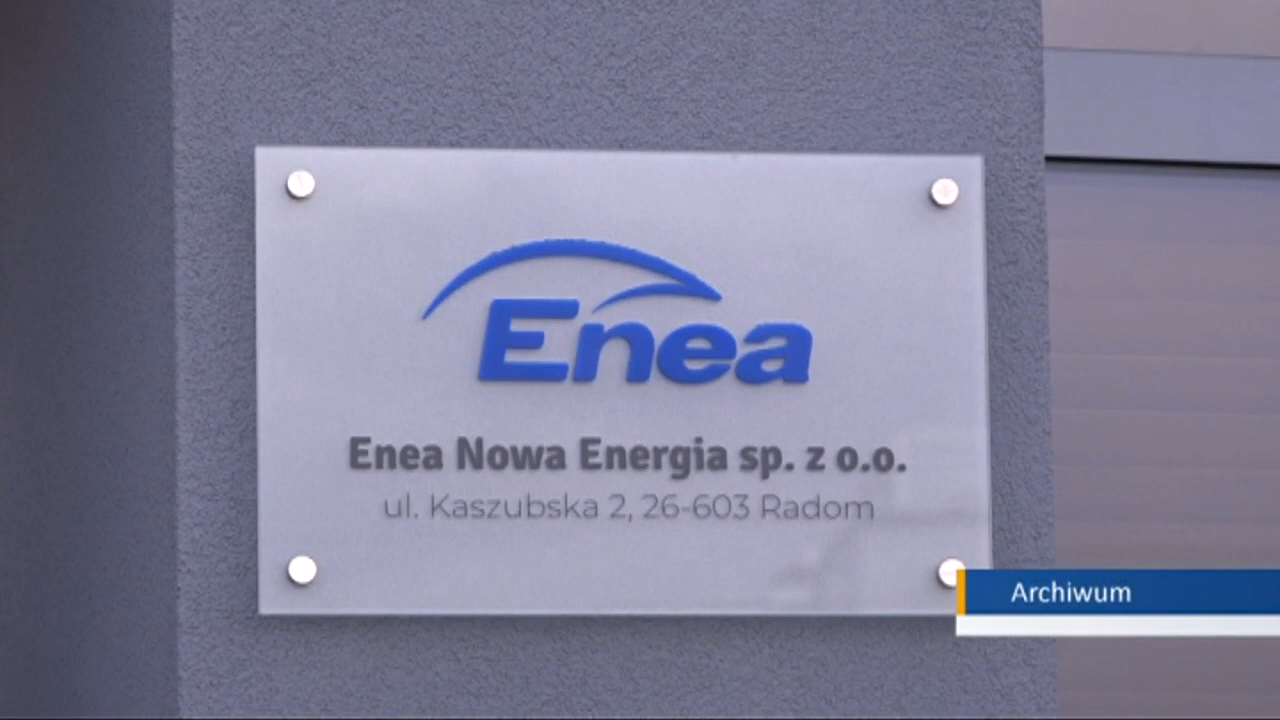 Enea
Enea Nowa Energia sp. z o.o.
ul. Kaszubska 2, 26-603 Radom
Archiwum